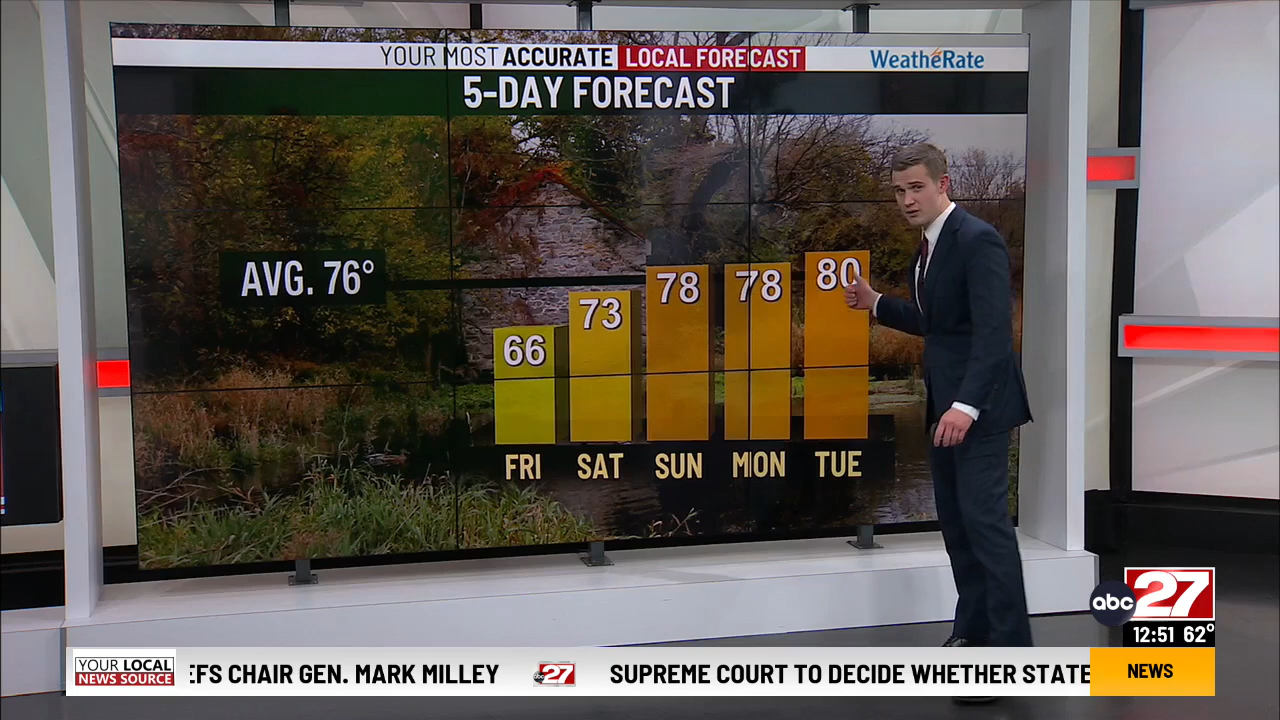 YOUR MOST ACCURATE LOCAL FORECAST
WeatheRate
5-DAY FORECAST
AVG. 76°
66
73
78
78
80
FRI
SAT
SUN
MON
TUE
abc 27
12:51 62°
YOUR LOCAL
NEWS SOURCE
EFS CHAIR GEN. MARK MILLEY
abc 27
SUPREME COURT TO DECIDE WHETHER STATE
NEWS